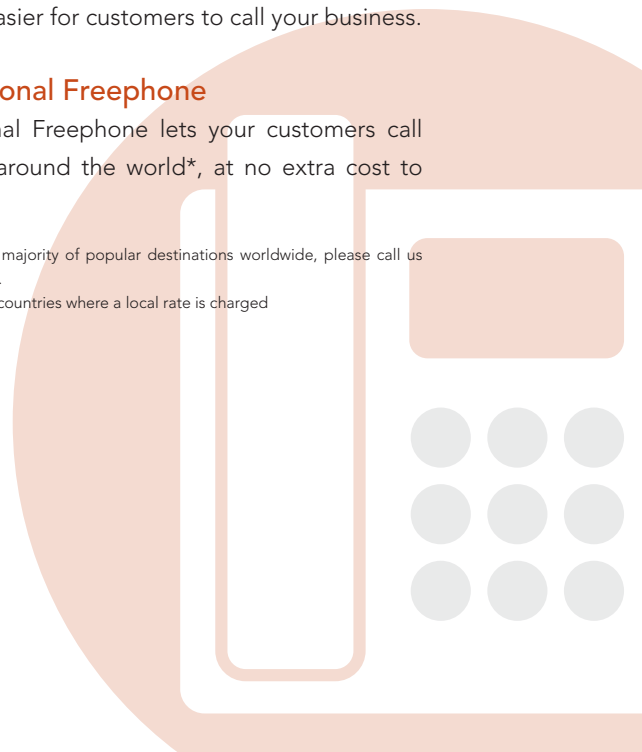 asier for customers to call your business.
onal Freephone
nal Freephone lets your customers call
around the world*, at no extra cost to
majority of popular destinations worldwide, please call us
.
countries where a local rate is charged